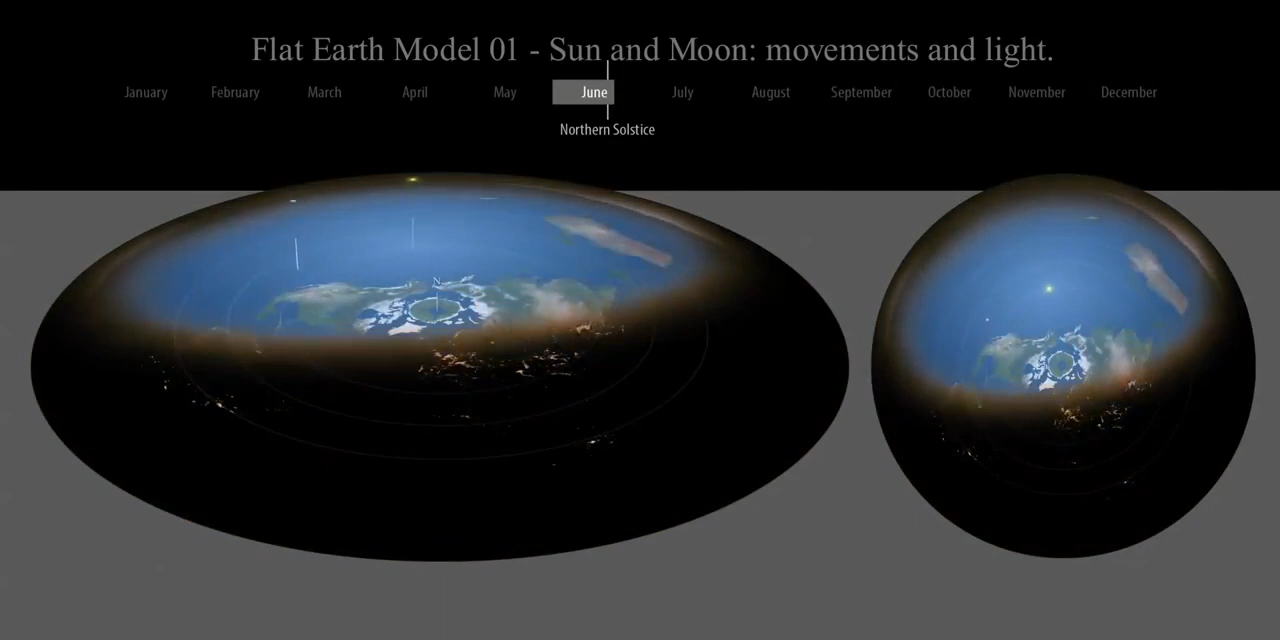 Flat Earth Model 01 - Sun and Moon: movements and light.
January February March April May June July August September October November December
Northern Solstice
N